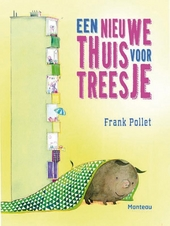 EEN NIEUWE
THUIS VOOR
TREESJE
Frank Pollet
Manteau